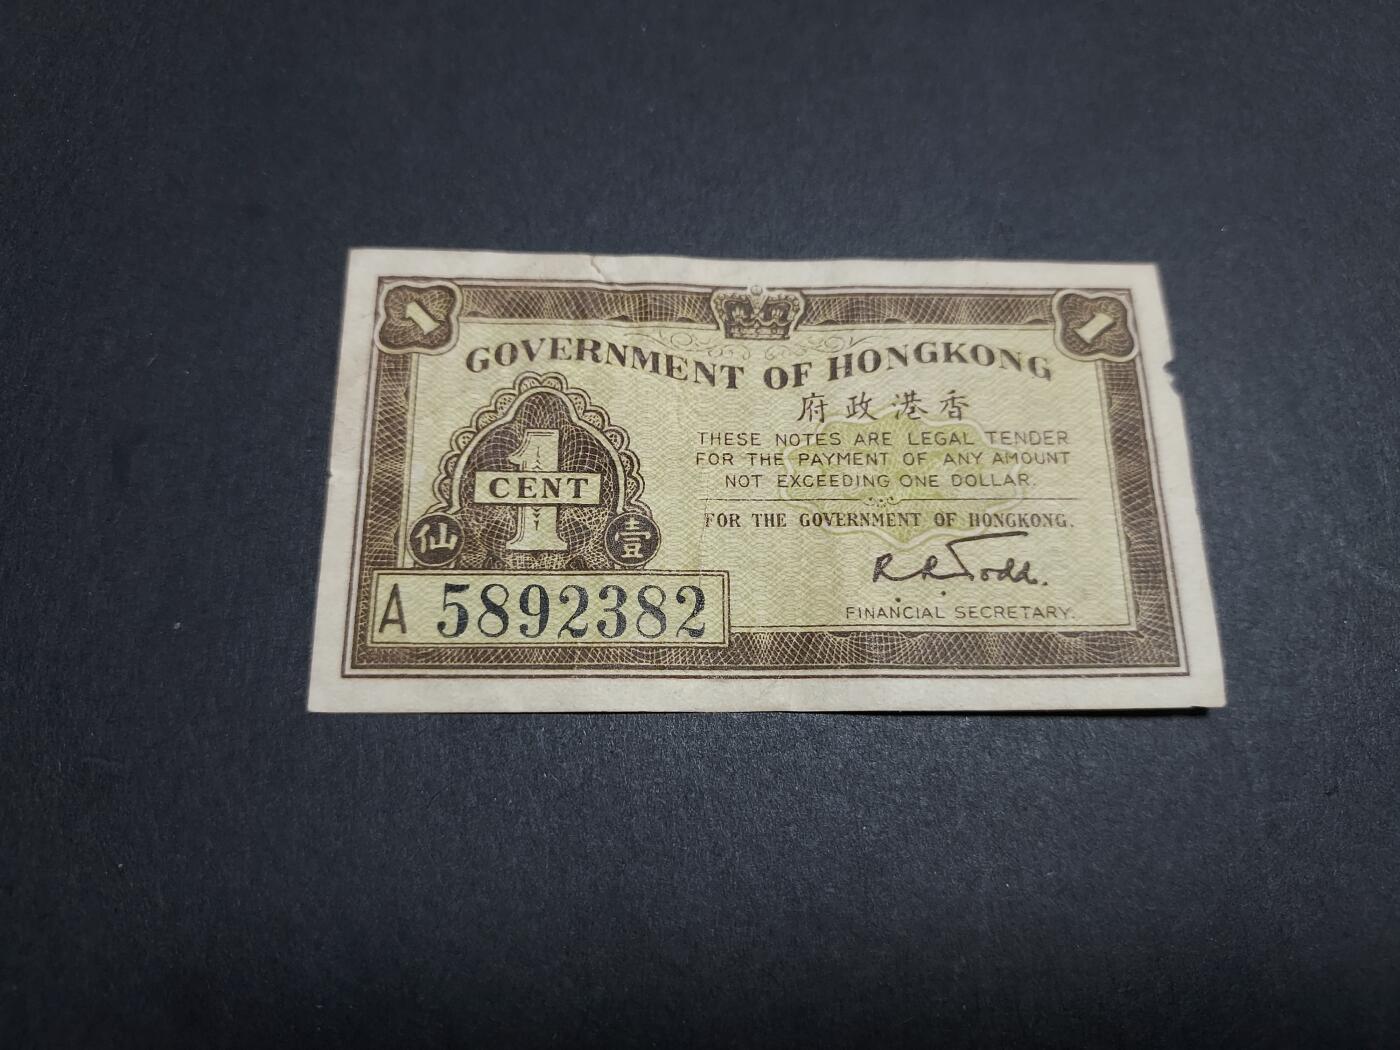 1
1
GOVERNMENT OF HONGKONG
府政港香
THESE NOTES ARE LEGAL TENDER
FOR THE PAYMENT OF ANY AMOUNT
NOT EXCEEDING ONE DOLLAR.
1
CENT
仙 壹
FOR THE GOVERNMENT OF HONGKONG.
R. R. Todd.
FINANCIAL SECRETARY.
A 5892382